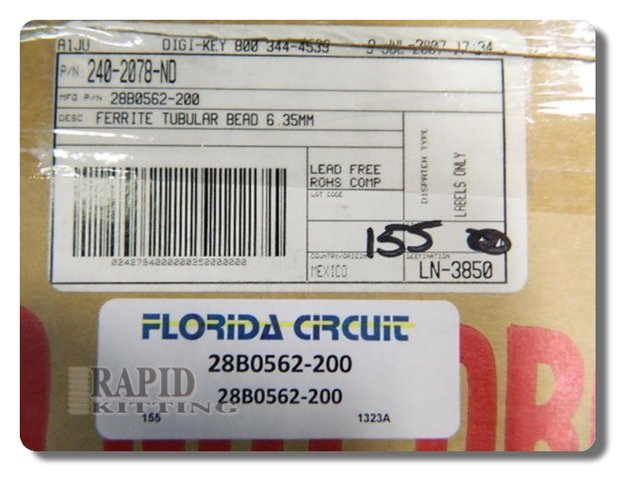 A1JU DIGI-KEY 800 344-4539 9 JUL-2007 17:34
P/N: 240-2078-ND
MFG P/N 28B0562-200
DESC: FERRITE TUBULAR BEAD 6.35MM
LEAD FREE
ROHS COMP
LOT CODE
DISPATCH TYPE
LABELS ONLY
155
COUNTRY/ORIGIN
MEXICO
DESTINATION
LN-3850
FLORIDA CIRCUIT
28B0562-200
28B0562-200
155 1323A
RAPID
KITTING